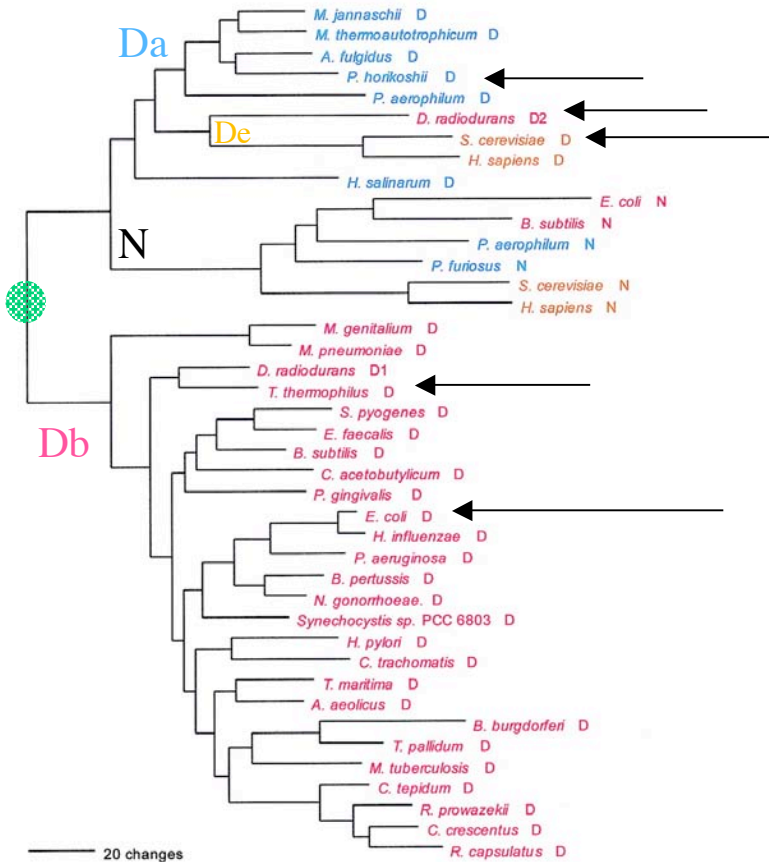 M. jannaschii D
Da
M. thermoautotrophicum D
A. fulgidus D
P. horikoshii D
P. aerophilum D
D. radiodurans D2
De
S. cerevisiae D
H. sapiens D
H. salinarum D
E. coli N
B. subtilis N
N
P. aerophilum N
P. furiosus N
S. cerevisiae N
H. sapiens N
M. genitalium D
M. pneumoniae D
D. radiodurans D1
T. thermophilus D
S. pyogenes D
Db
E. faecalis D
B. subtilis D
C. acetobutylicum D
P. gingivalis D
E. coli D
H. influenzae D
P. aeruginosa D
B. pertussis D
N. gonorrhoeae. D
Synechocystis sp. PCC 6803 D
H. pylori D
C. trachomatis D
T. maritima D
A. aeolicus D
B. burgdorferi D
T. pallidum D
M. tuberculosis D
C. tepidum D
R. prowazekii D
C. crescentus D
R. capsulatus D
20 changes